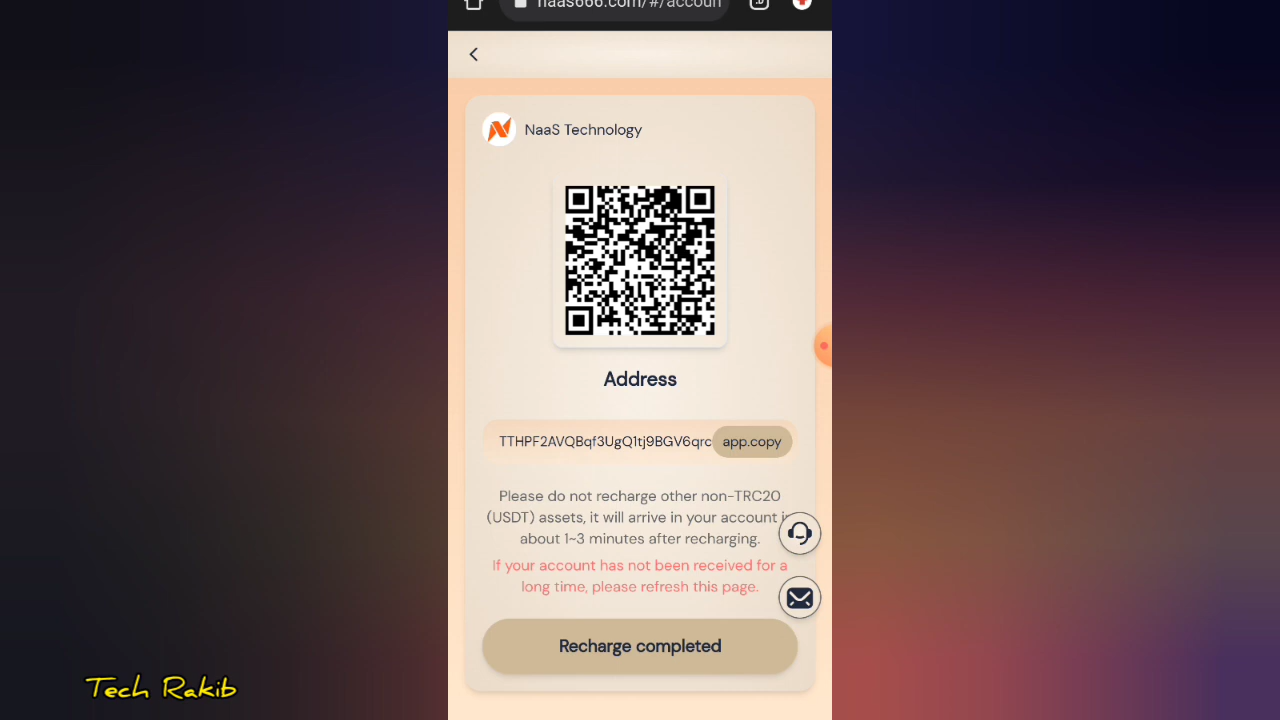 naas666.com/#/accoun
NaaS Technology
Address
TTHPF2AVQBqf3UgQ1tj9BGV6qrc
app.copy
Please do not recharge other non-TRC20
(USDT) assets, it will arrive in your account
about 1~3 minutes after recharging.
If your account has not been received for a
long time, please refresh this page.
Recharge completed
Tech Rakib